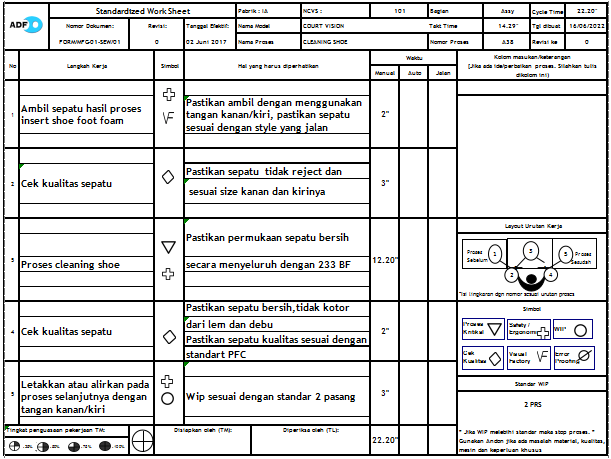 Standardized Work Sheet
Pabrik : IA
NCVS :
101
Bagian
Assy
Cycle Time
22.20"
ADF
Nomor Dokumen:
Revisi:
Tanggal Efektif:
Nama Model
COURT VISION
Takt Time
14.29"
Tgl dibuat
16/06/2022
FORMMFG01-SEW/01
0
02 Juni 2017
Nama Proses
CLEANING SHOE
Nomor Proses
A38
Revisi ke
0
No
Langkah Kerja
Simbol
Hal yang harus diperhatikan
Waktu
Manual
Auto
Jalan
Kolom masukan/keterangan
(Jika ada ide/perbaikan proses. Silahkan tulis
dikolom ini)
1
Ambil sepatu hasil proses
insert shoe foot foam
Pastikan ambil dengan menggunakan
tangan kanan/kiri, pastikan sepatu
sesuai dengan style yang jalan
2"
2
Cek kualitas sepatu
Pastikan sepatu tidak reject dan
sesuai size kanan dan kirinya
3"
3
Proses cleaning shoe
Pastikan permukaan sepatu bersih
secara menyeluruh dengan 233 BF
12.20"
4
Cek kualitas sepatu
Pastikan sepatu bersih,tidak kotor
dari lem dan debu
Pastikan sepatu kualitas sesuai dengan
standart PFC
2"
5
Letakkan atau alirkan pada
proses selanjutnya dengan
tangan kanan/kiri
Wip sesuai dengan standar 2 pasang
3"
Layout Urutan Kerja
Proses
Sebelum
1
2
3
4
5
Proses
Sesudah
*Isi lingkaran dgn nomor sesuai urutan proses
Simbol
Proses
Kritikal
Safety /
Ergonomi
WIP
Cek
Kualitas
Visual
Factory
Error
Proofing
Standar WIP
2 PRS
Tingkat penguasaan pekerjaan TM:
Disiapkan oleh (TM):
Diperiksa oleh (TL):
22.20"
* Jika WIP melebihi standar maka stop proses. *
Gunakan Andon jika ada masalah material, kualitas,
mesin dan keperluan khusus